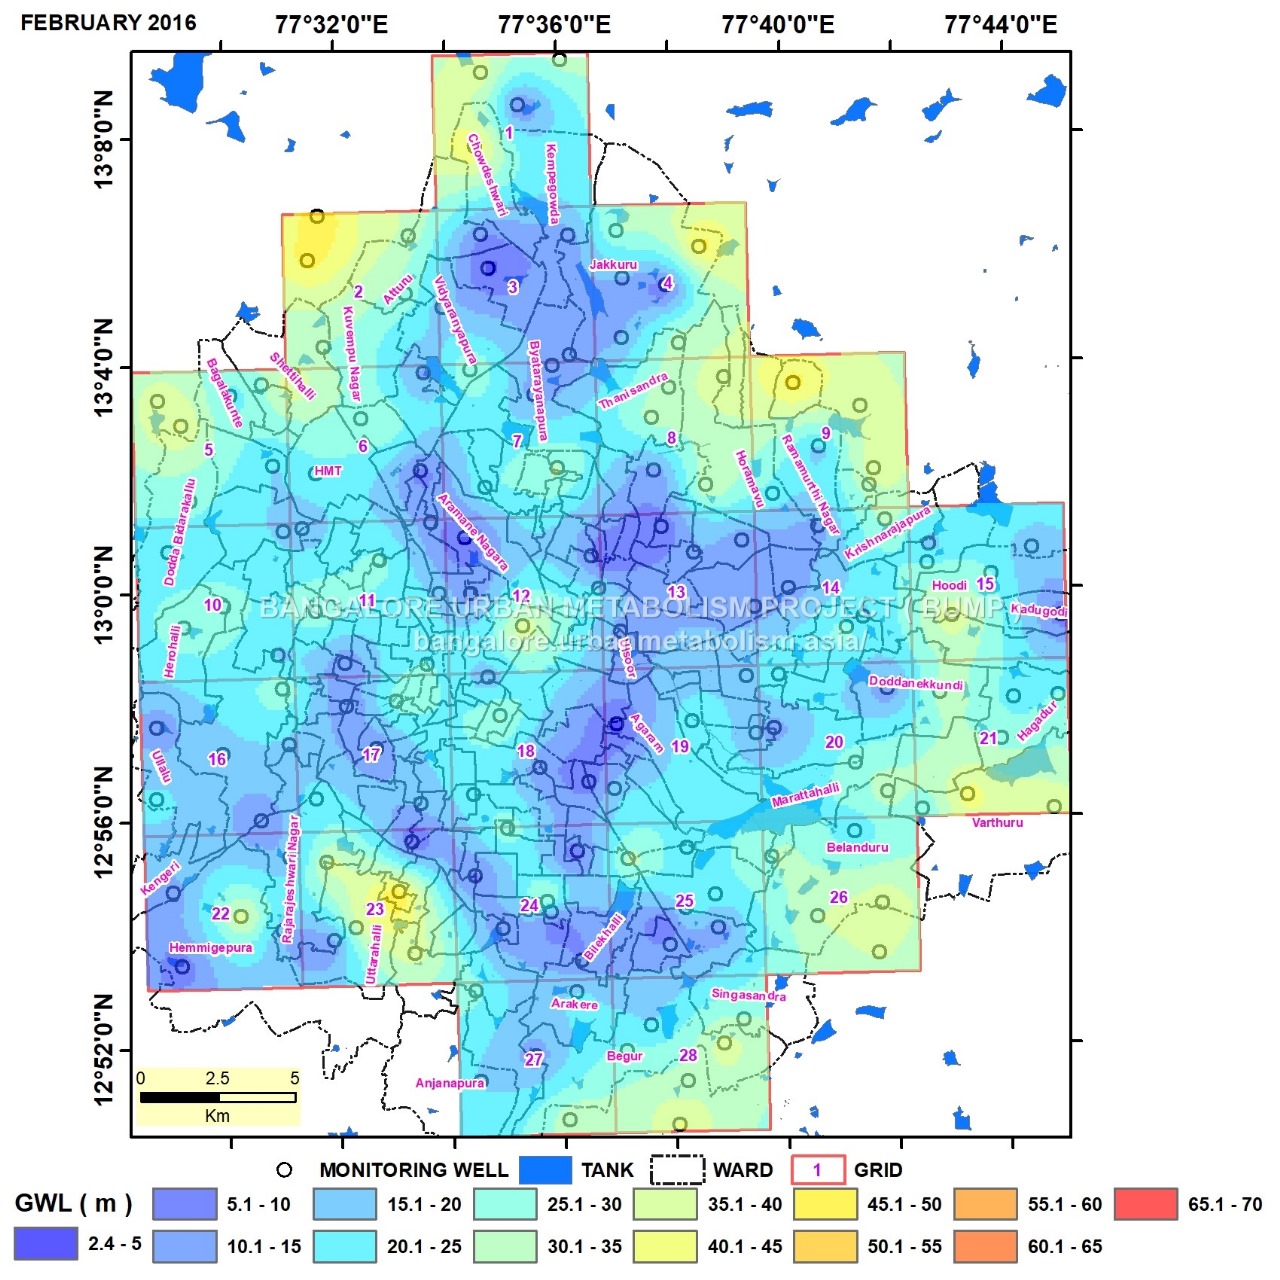 FEBRUARY 2016
77°32'0"E
77°36'0"E
77°40'0"E
77°44'0"E
13°8'0"N
13°4'0"N
13°0'0"N
12°56'0"N
12°52'0"N
1
Chowdeshwari
Kempegowda
2
Atturu
Vidyaranyapura
3
Jakkuru
4
Kuvempu Nagar
Shettihalli
Bagalakunte
Byatarayanapura
Thanisandra
5
6
7
8
9
HMT
Horamavu
Ramamurthi Nagar
Krishnarajapura
Dodda Bidarakallu
Aramane Nagara
10
11
12
13
14
Hoodi
15
Kadugodi
BANGALORE URBAN METABOLISM PROJECT ( BUMP )
bangalore.urbanmetabolism.asia/
Herohalli
Ulsoor
Doddanekkundi
Hagadur
Agaram
Ullalu
16
17
18
19
20
21
Marattahalli
Varthuru
Belanduru
Kengeri
Rajarajeshwari Nagar
22
23
24
25
26
Hemmigepura
Uttarahalli
Bilekhalli
Arakere
Singasandra
27
Begur
28
Anjanapura
0 2.5 5
Km
MONITORING WELL
TANK
WARD
1
GRID
GWL ( m )
5.1 - 10
15.1 - 20
25.1 - 30
35.1 - 40
45.1 - 50
55.1 - 60
65.1 - 70
2.4 - 5
10.1 - 15
20.1 - 25
30.1 - 35
40.1 - 45
50.1 - 55
60.1 - 65